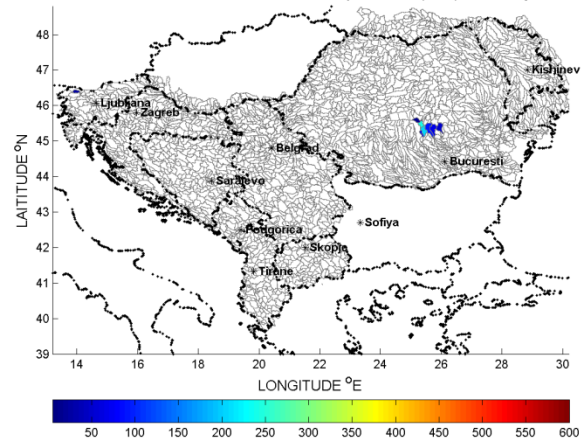 48
47
46
45
44
43
42
41
40
39
LAITITUDE °N
Kishinev
Ljubljana
Zagreb
Belgrad
Bucuresti
Sarajevo
Sofiya
Podgorica
Skopje
Tirane
14 16 18 20 22 24 26 28 30
LONGITUDE °E
50 100 150 200 250 300 350 400 450 500 550 600